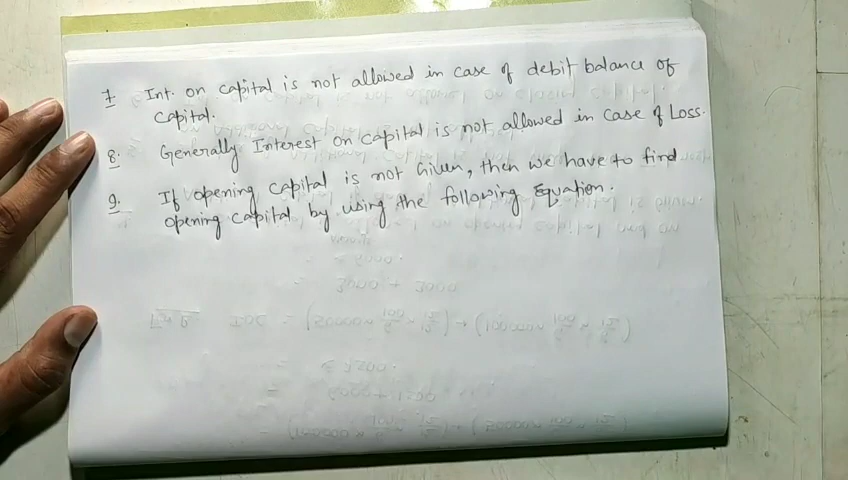 7. Int. on capital is not allowed in case of debit balance of
capital.
8. Generally Interest on capital is not allowed in case of Loss.
9. If opening capital is not Given, then we have to find
opening capital by using the following Equation.